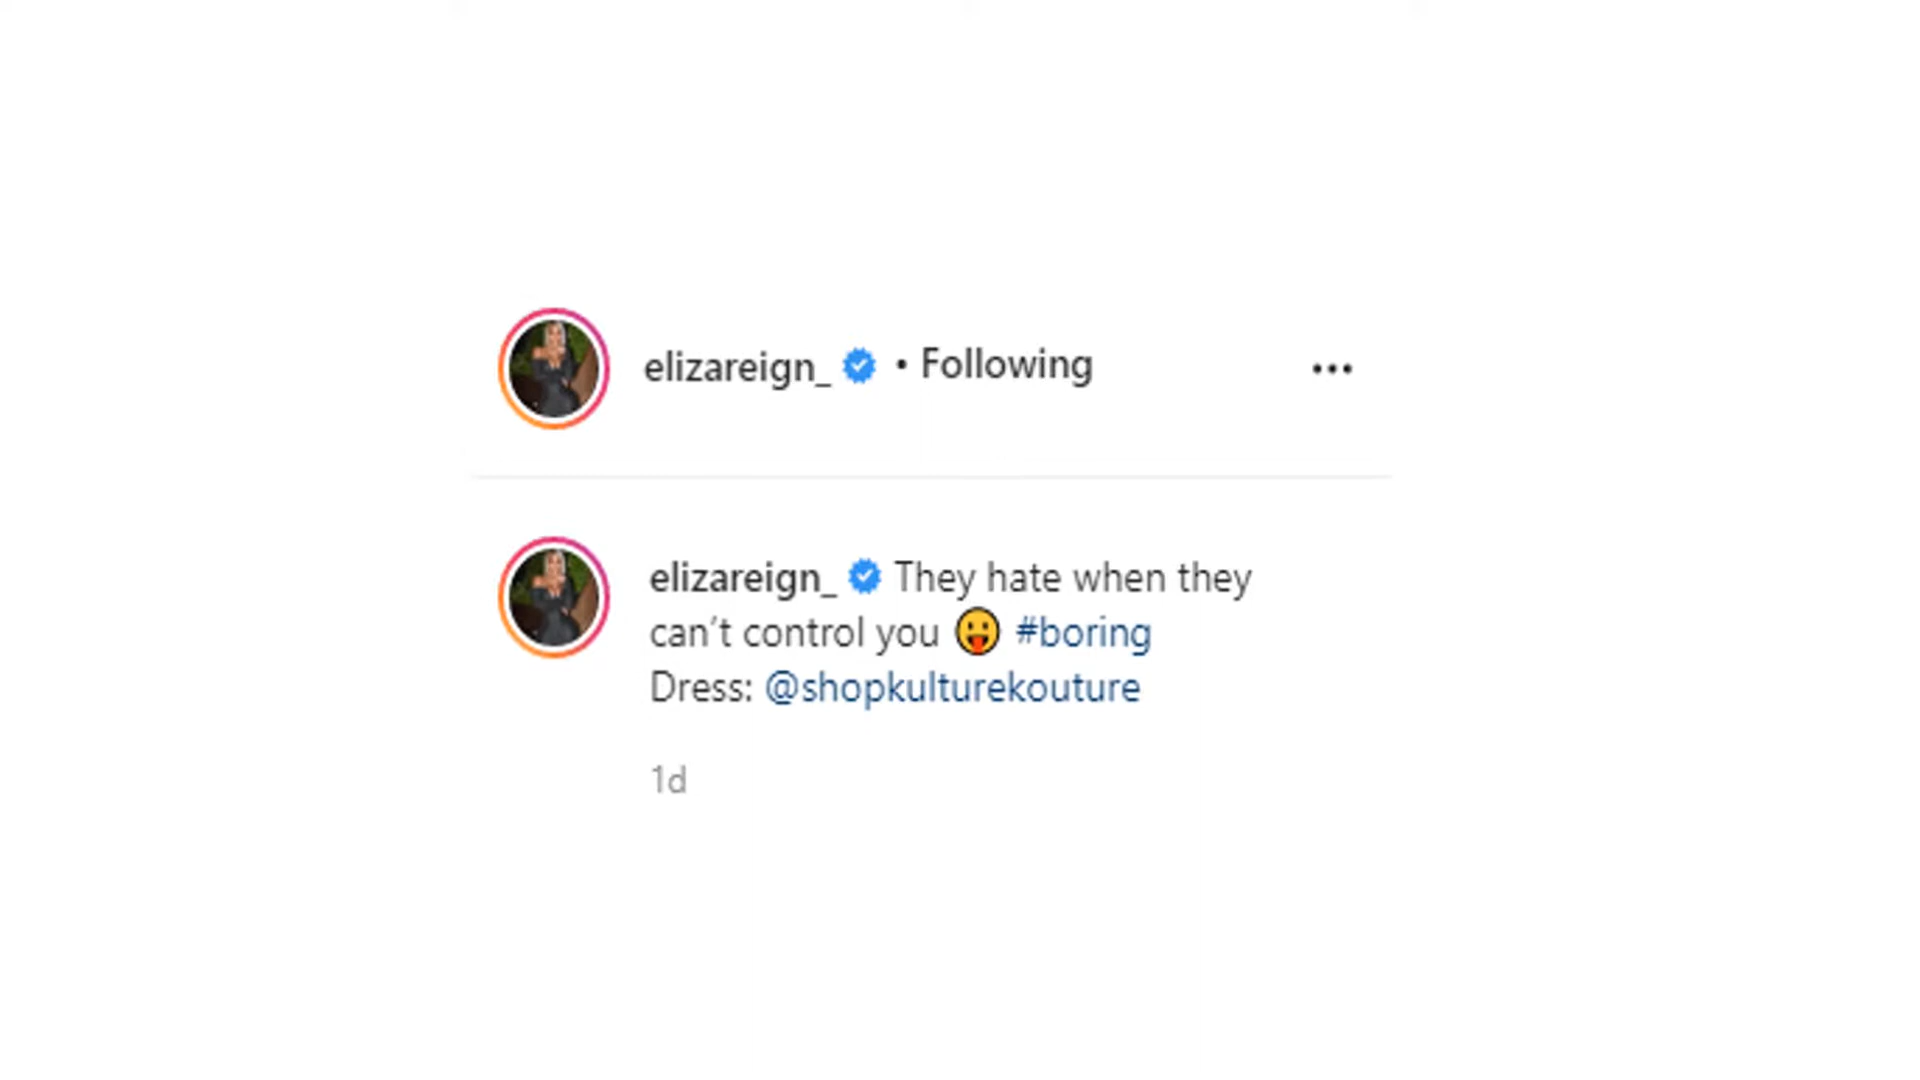 elizareign_ • Following
elizareign_ They hate when they
can't control you 😛 #boring
Dress: @shopkulturekouture
1d